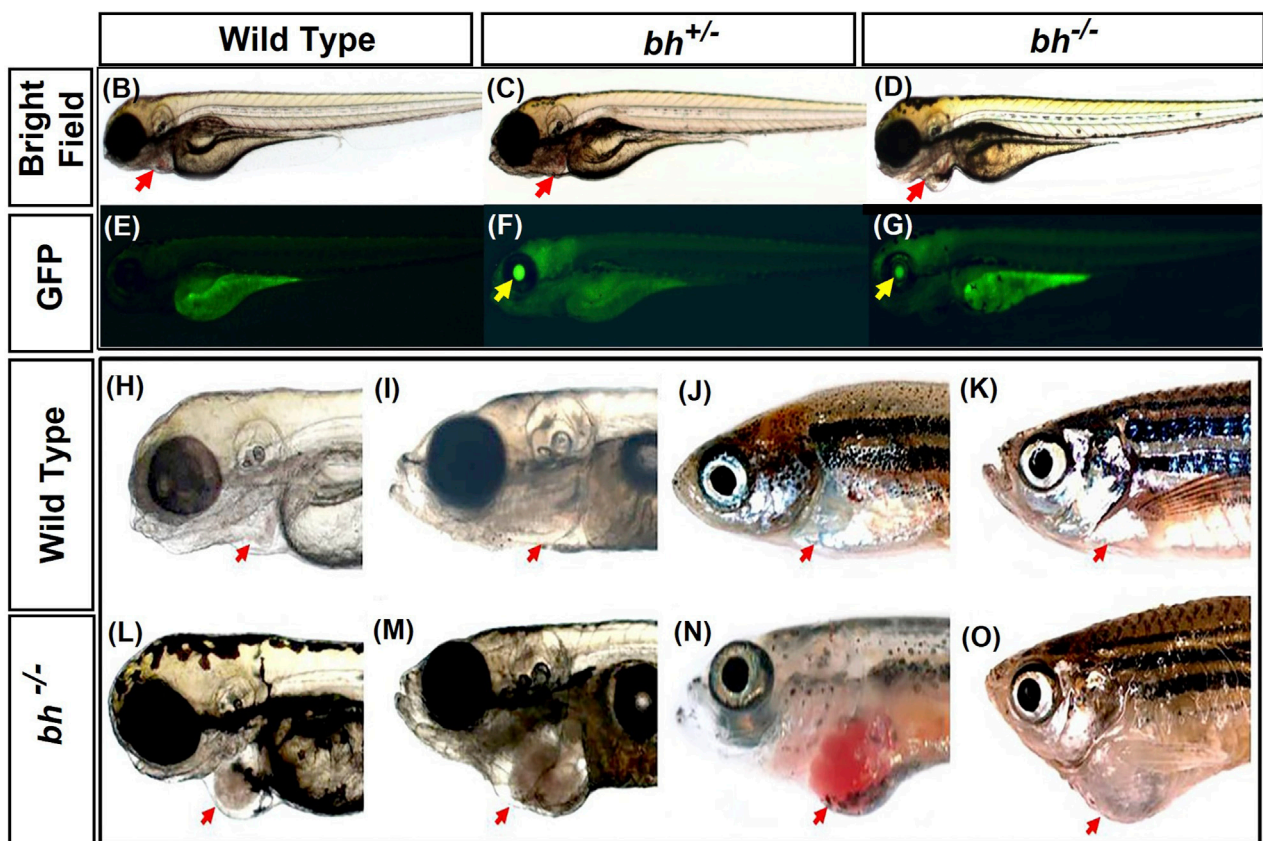 Wild Type
bh+/-
bh-/-
Bright
Field
(B)
(C)
(D)
GFP
(E)
(F)
(G)
Wild Type
(H)
(I)
(J)
(K)
bh -/-
(L)
(M)
(N)
(O)